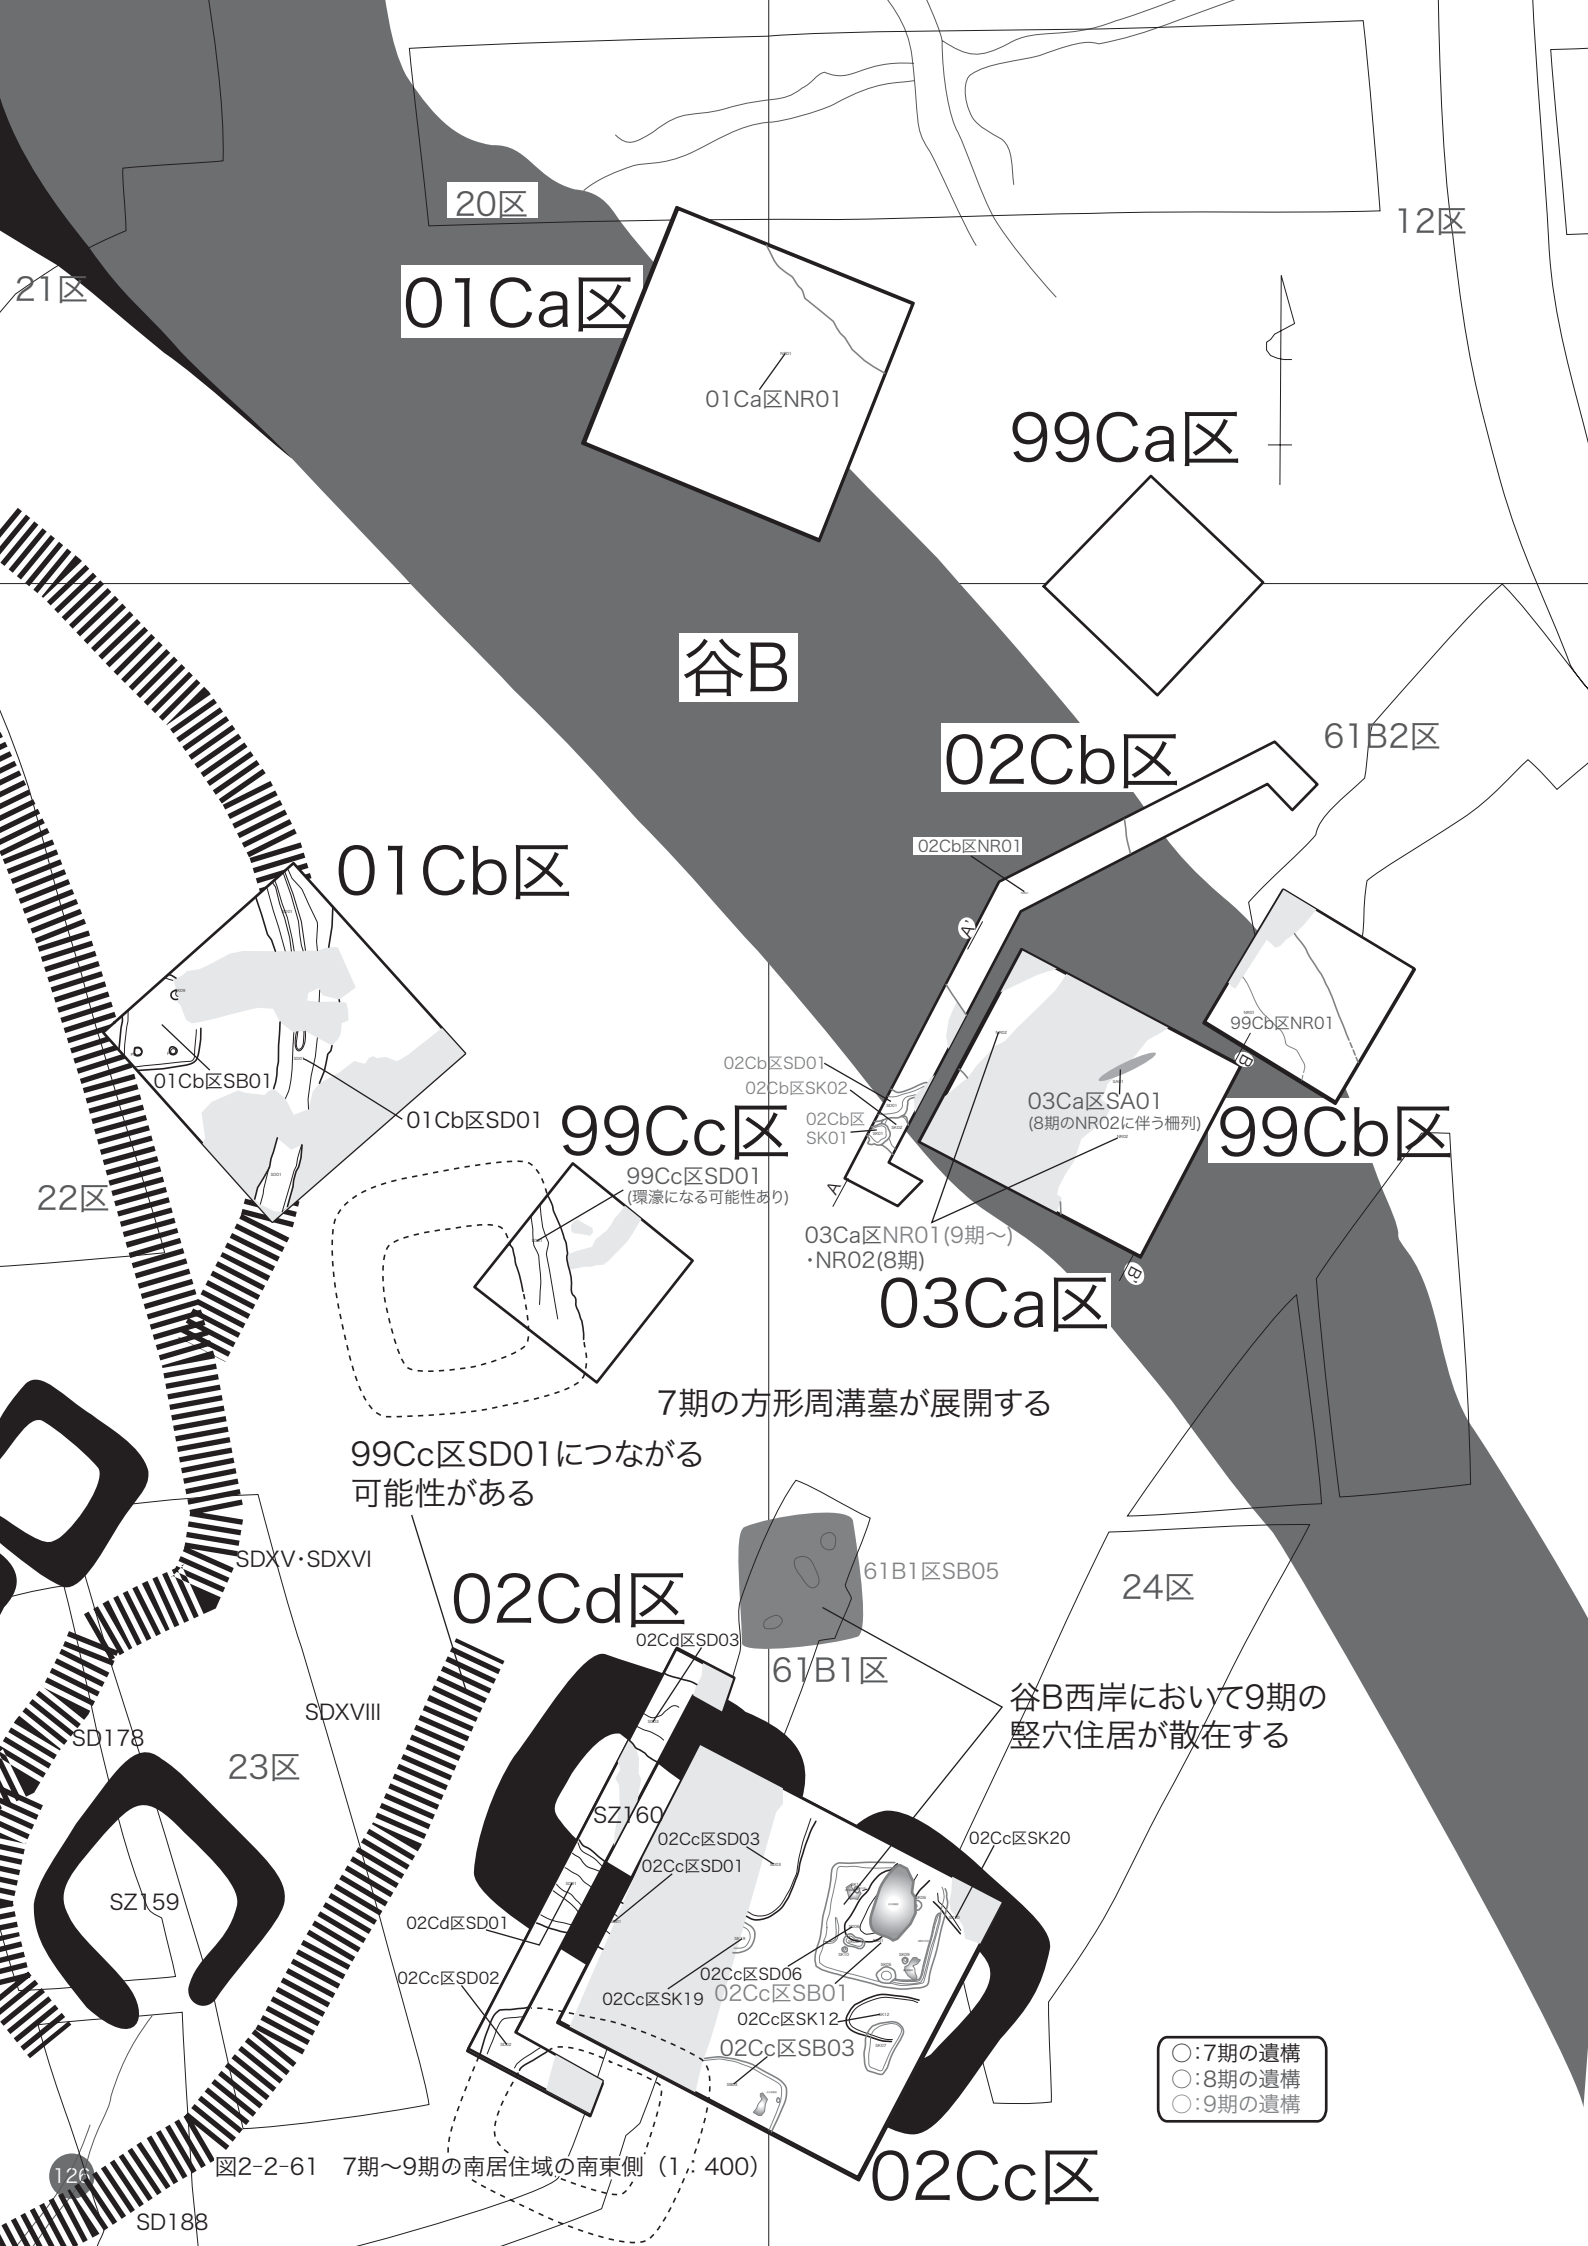 20区
12区
21区
01Ca区
01Ca区NR01
99Ca区
谷B
02Cb区
61B2区
02Cb区NR01
01Cb区
A'
99Cb区NR01
B
02Cb区SD01
02Cb区SK02
02Cb区
SK01
03Ca区SA01
(8期のNR02に伴う柵列)
01Cb区SB01
01Cb区SD01
99Cc区
99Cb区
22区
99Cc区SD01
(環濠になる可能性あり)
A
03Ca区NR01(9期～)
・NR02(8期)
B'
03Ca区
7期の方形周溝墓が展開する
99Cc区SD01につながる
可能性がある
SDXV・SDXVI
61B1区SB05
24区
02Cd区
02Cd区SD03
61B1区
谷B西岸において9期の
竪穴住居が散在する
SDXVIII
SD178
23区
SZ160
02Cc区SD03
02Cc区SK20
02Cc区SD01
SZ159
02Cd区SD01
02Cc区SD02
02Cc区SD06
02Cc区SB01
02Cc区SK19
02Cc区SK12
02Cc区SB03
○：7期の遺構
○：8期の遺構
○：9期の遺構
126
図2-2-61　7期～9期の南居住域の南東側（1：400）
02Cc区
SD188